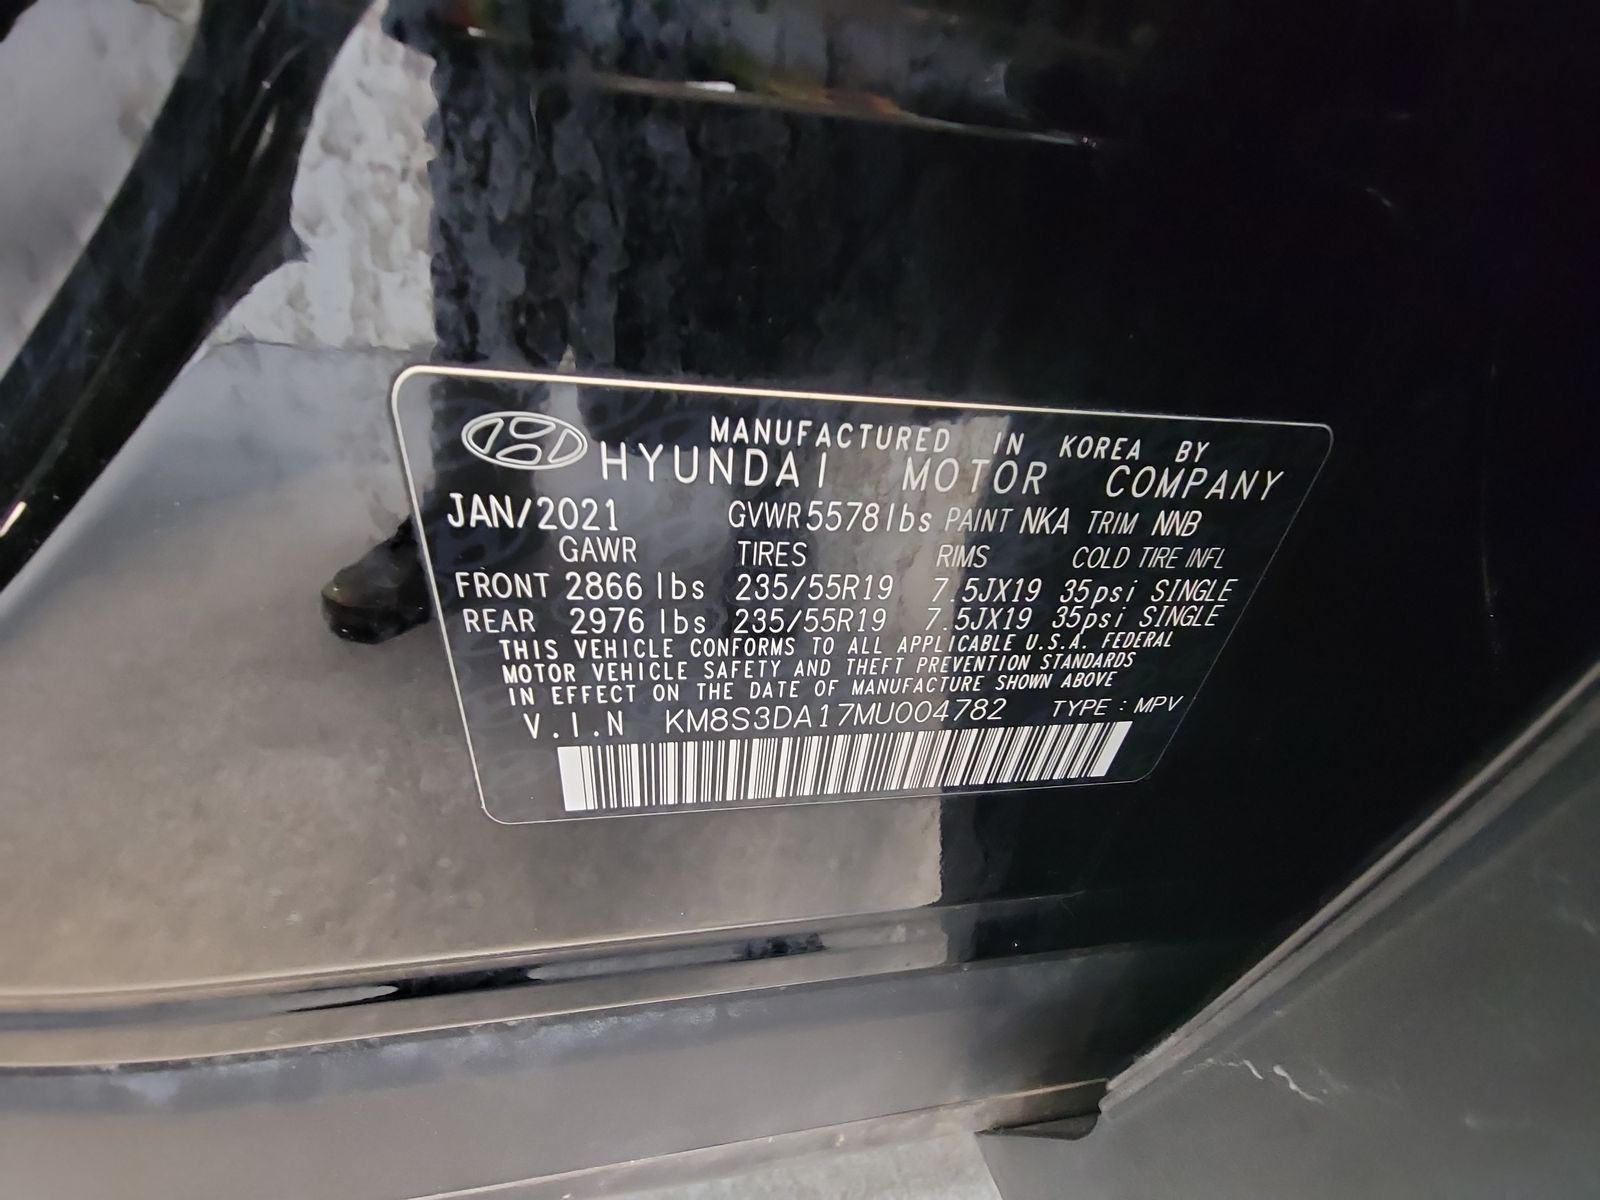 MANUFACTURED IN KOREA BY
HYUNDAI MOTOR COMPANY
JAN/2021 GVWR 5578 lbs PAINT NKA TRIM NNB
GAWR TIRES RIMS COLD TIRE INFL
FRONT 2866 lbs 235/55R19 7.5JX19 35psi SINGLE
REAR 2976 lbs 235/55R19 7.5JX19 35psi SINGLE
THIS VEHICLE CONFORMS TO ALL APPLICABLE U.S.A. FEDERAL
MOTOR VEHICLE SAFETY AND THEFT PREVENTION STANDARDS
IN EFFECT ON THE DATE OF MANUFACTURE SHOWN ABOVE
V.I.N KM8S3DA17MU004782 TYPE : MPV